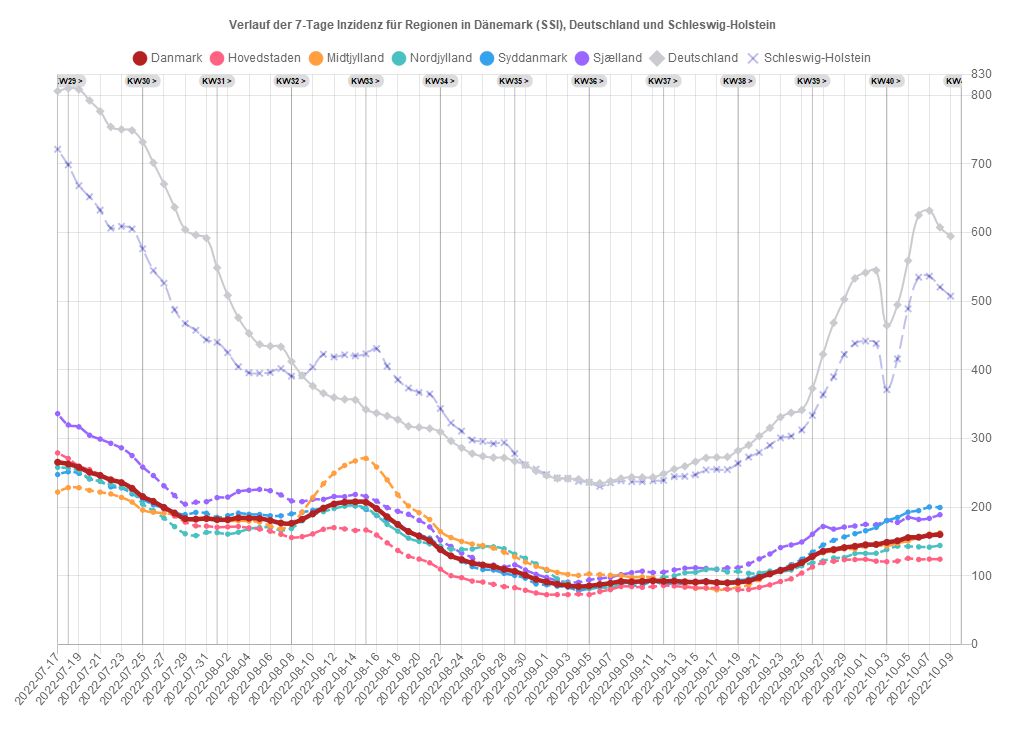 Verlauf der 7-Tage Inzidenz für Regionen in Dänemark (SSI), Deutschland und Schleswig-Holstein
Danmark Hovedstaden Midtjylland Nordjylland Syddanmark Sjælland Deutschland Schleswig-Holstein
KW29 > KW30 > KW31 > KW32 > KW33 > KW34 > KW35 > KW36 > KW37 > KW38 > KW39 > KW40 > KW4
830
800
700
600
500
400
300
200
100
0
2022-07-17 2022-07-19 2022-07-21 2022-07-23 2022-07-25 2022-07-27 2022-07-29 2022-07-31 2022-08-02 2022-08-04 2022-08-06 2022-08-08 2022-08-10 2022-08-12 2022-08-14 2022-08-16 2022-08-18 2022-08-20 2022-08-22 2022-08-24 2022-08-26 2022-08-28 2022-08-30 2022-09-01 2022-09-03 2022-09-05 2022-09-07 2022-09-09 2022-09-11 2022-09-13 2022-09-15 2022-09-17 2022-09-19 2022-09-21 2022-09-23 2022-09-25 2022-09-27 2022-09-29 2022-10-01 2022-10-03 2022-10-05 2022-10-07 2022-10-09